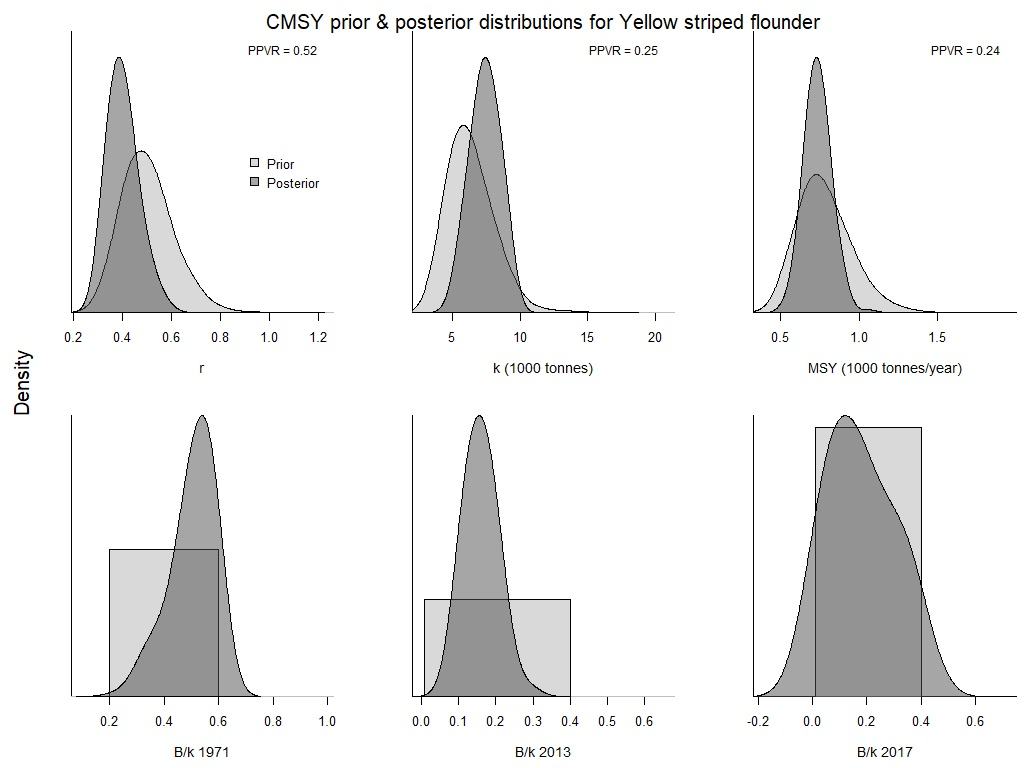 CMSY prior & posterior distributions for Yellow striped flounder
PPVR = 0.52
PPVR = 0.25
PPVR = 0.24
Prior
Posterior
0.2 0.4 0.6 0.8 1.0 1.2
5 10 15 20
0.5 1.0 1.5
r
k (1000 tonnes)
MSY (1000 tonnes/year)
Density
0.2 0.4 0.6 0.8 1.0
0.0 0.1 0.2 0.3 0.4 0.5 0.6
-0.2 0.0 0.2 0.4 0.6
B/k 1971
B/k 2013
B/k 2017